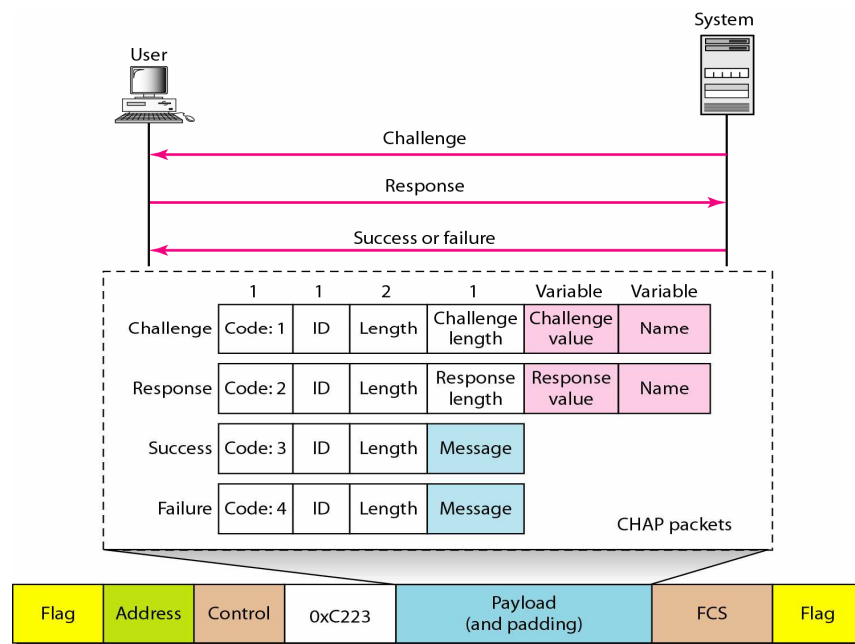 System
User
Challenge
Response
Success or failure
1 1 2 1 Variable Variable
Challenge Code: 1 ID Length Challenge length Challenge value Name
Response Code: 2 ID Length Response length Response value Name
Success Code: 3 ID Length Message
Failure Code: 4 ID Length Message
CHAP packets
Flag Address Control 0xC223 Payload (and padding) FCS Flag